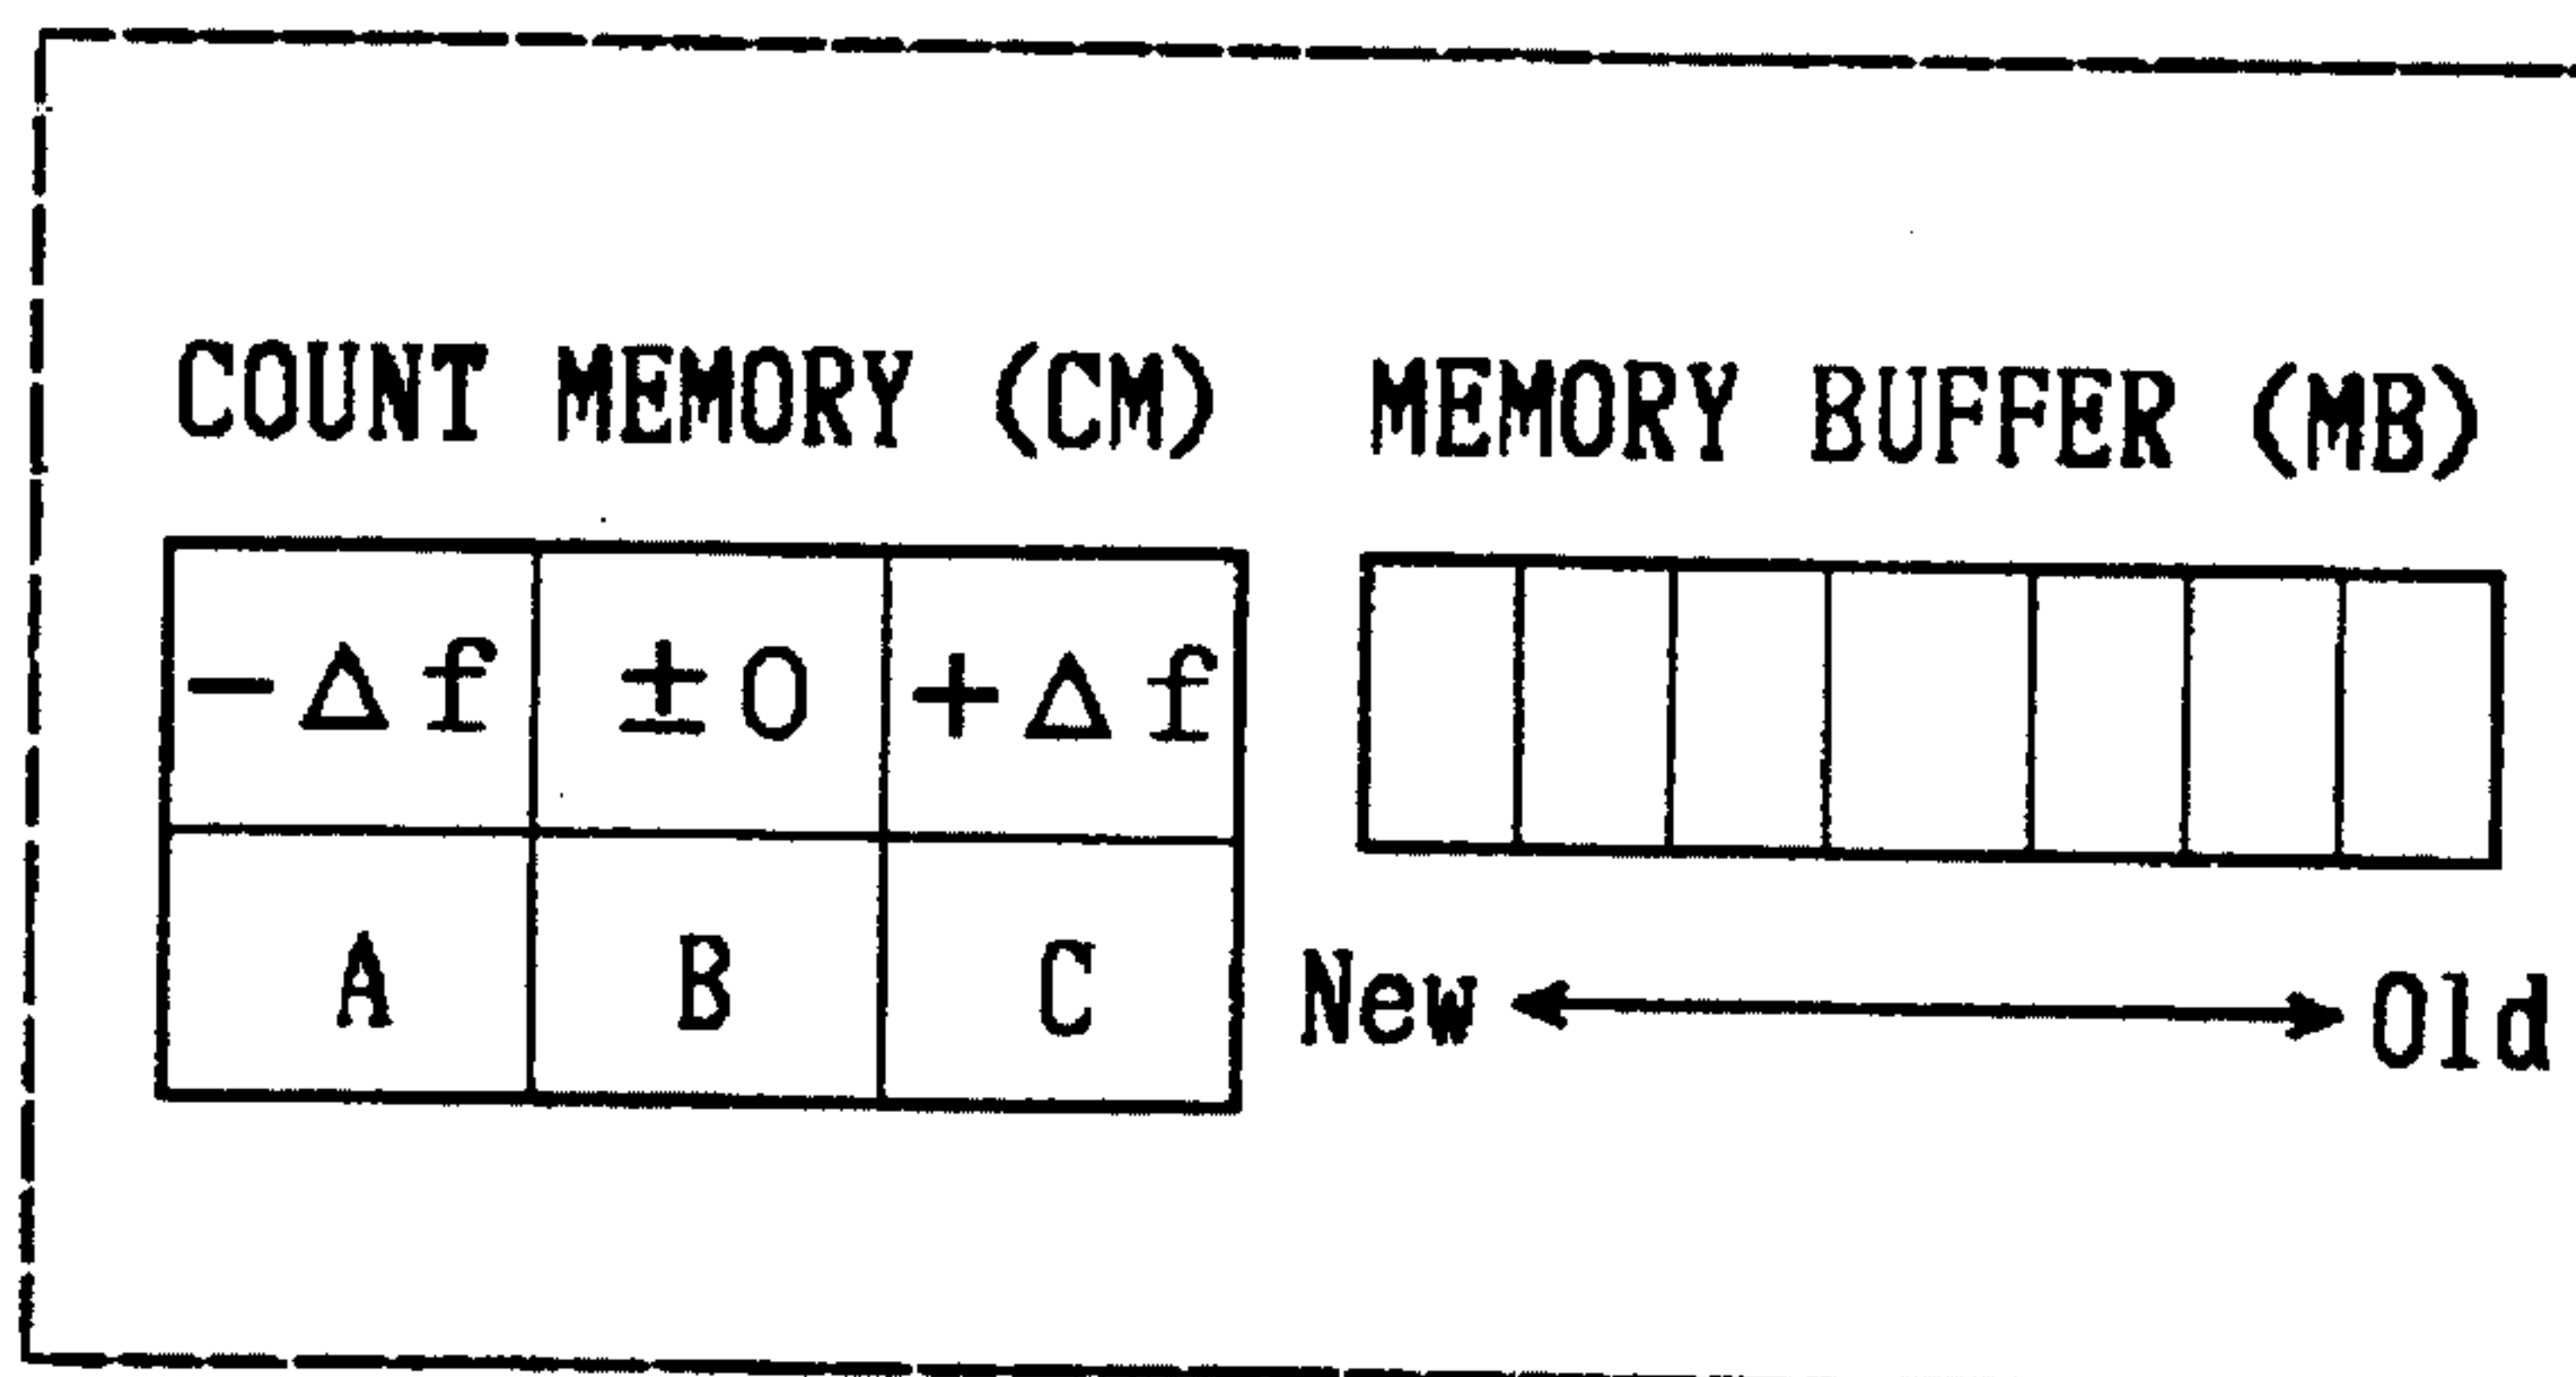 COUNT MEMORY (CM) MEMORY BUFFER (MB)
-Δf ±0 +Δf
A B C
New Old